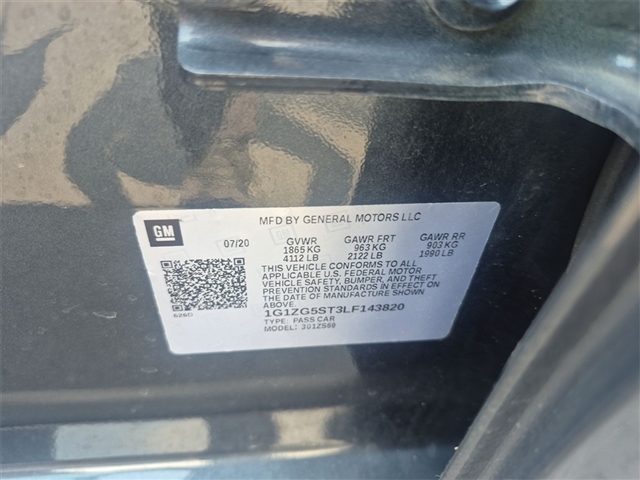 GM
MFD BY GENERAL MOTORS LLC
07/20 GVWR GAWR FRT GAWR RR
1865 KG 963 KG 903 KG
4112 LB 2122 LB 1990 LB
THIS VEHICLE CONFORMS TO ALL
APPLICABLE U.S. FEDERAL MOTOR
VEHICLE SAFETY, BUMPER, AND THEFT
PREVENTION STANDARDS IN EFFECT ON
THE DATE OF MANUFACTURE SHOWN
ABOVE.
1G1ZG5ST3LF143820
TYPE: PASS CAR
MODEL: 301ZS69